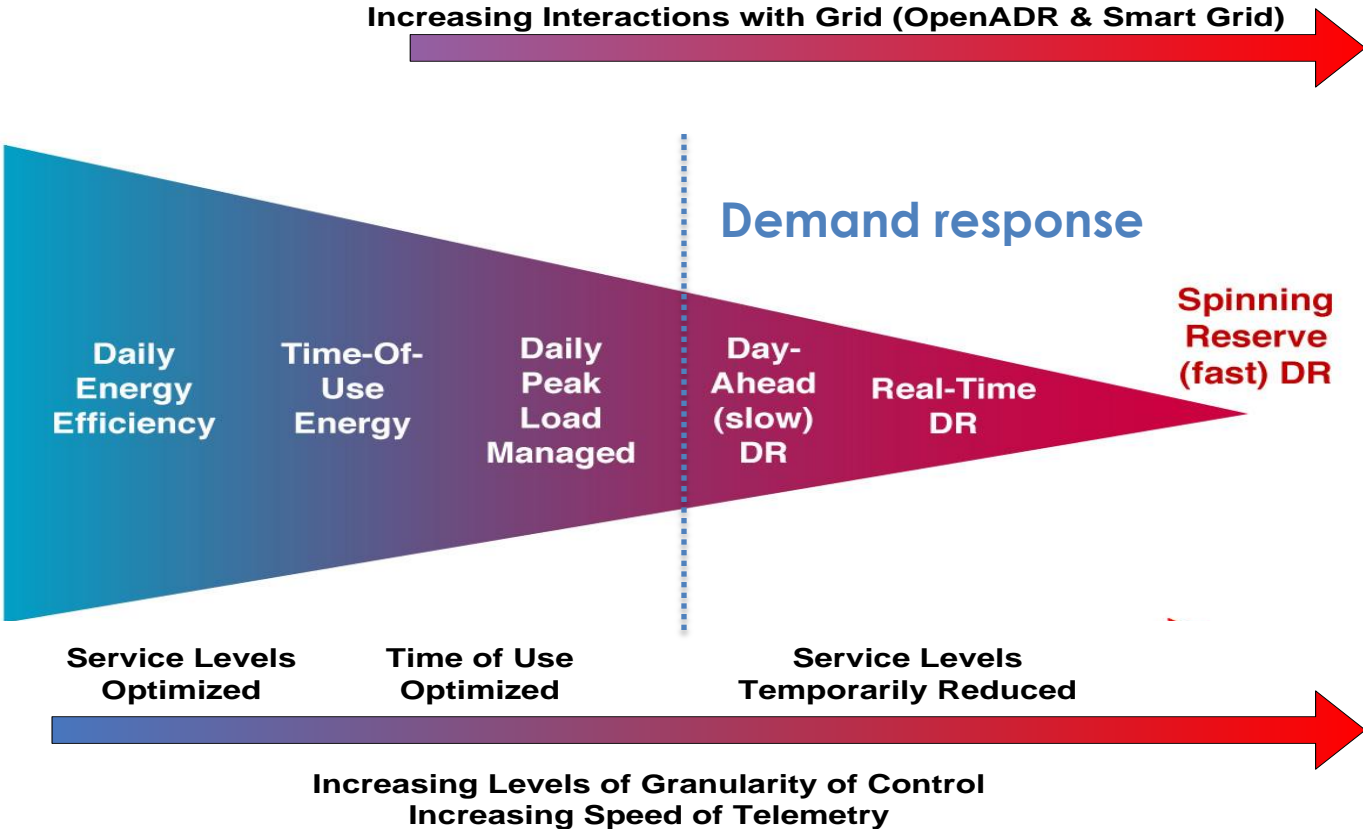 Increasing Interactions with Grid (OpenADR & Smart Grid)
Demand response
Daily
Energy
Efficiency
Time-Of-
Use
Energy
Daily
Peak
Load
Managed
Day-
Ahead
(slow)
DR
Real-Time
DR
Spinning
Reserve
(fast) DR
Service Levels
Optimized
Time of Use
Optimized
Service Levels
Temporarily Reduced
Increasing Levels of Granularity of Control
Increasing Speed of Telemetry